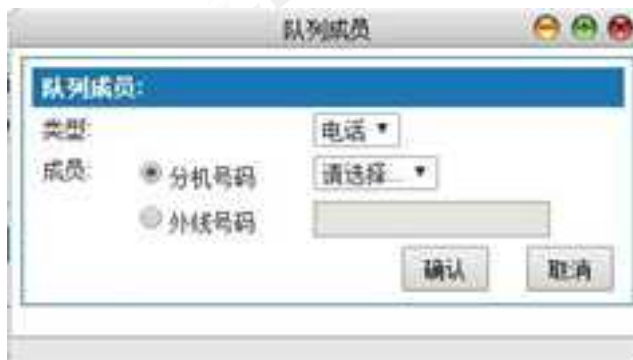 队列成员
队列成员:
类型: 电话
成员: 分机号码 请选择...
外线号码
确认 取消